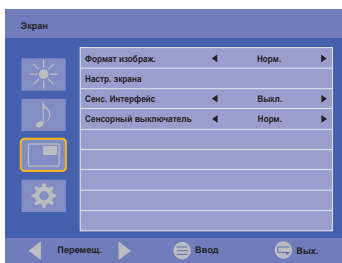 Экран
Формат изображ. Норм.
Настр. экрана
Сенс. Интерфейс Выкл.
Сенсорный выключатель Норм.
Перемещ. Ввод Вых.